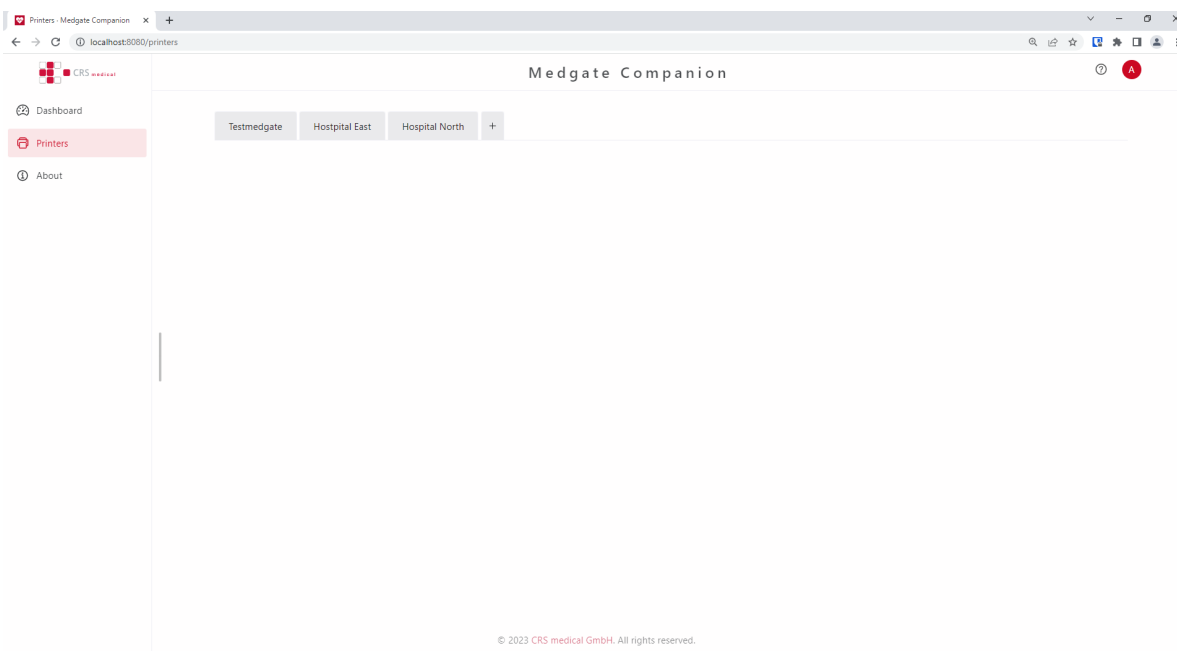 Printers - Medgate Companion
localhost:8080/printers
CRS medical
Medgate Companion
A
Dashboard
Testmedgate Hostpital East Hospital North +
Printers
About
© 2023 CRS medical GmbH. All rights reserved.